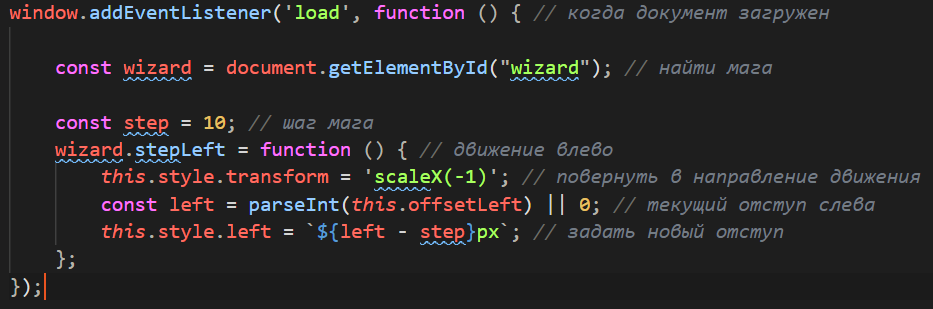 window.addEventListener('load', function () { // когда документ загружен
const wizard = document.getElementById("wizard"); // найти мага
const step = 10; // шаг мага
wizard.stepLeft = function () { // движение влево
this.style.transform = 'scaleX(-1)'; // повернуть в направление движения
const left = parseInt(this.offsetLeft) || 0; // текущий отступ слева
this.style.left = `${left - step}px`; // задать новый отступ
};
});